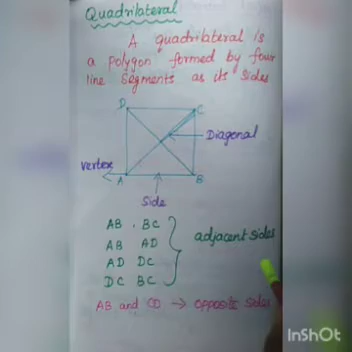 Quadrilateral
A quadrilateral is
a polygon formed by four
line segments as its sides
D
C
Diagonal
vertex
A
B
Side
AB , BC
AB AD
AD DC
DC BC
adjacent sides
AB and CD → opposite sides
InShOt